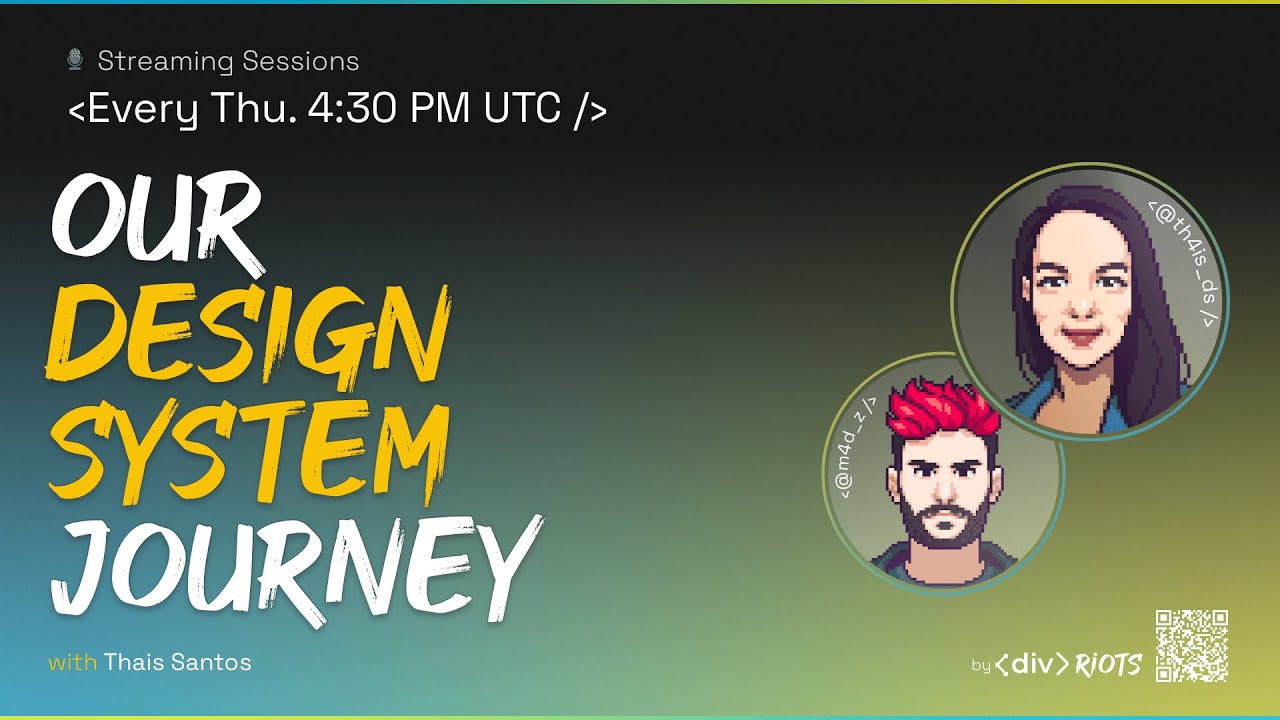 Streaming Sessions
<Every Thu. 4:30 PM UTC />
OUR
DESIGN
SYSTEM
JOURNEY
with Thais Santos
<@th4is_ds />
<@m4d_z />
by <div> RIOTS